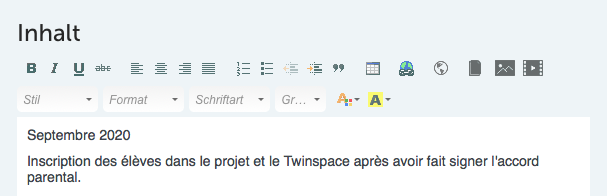 Inhalt
B I U abc
Stil Format Schriftart Gr... A A
Septembre 2020
Inscription des élèves dans le projet et le Twinspace après avoir fait signer l'accord
parental.